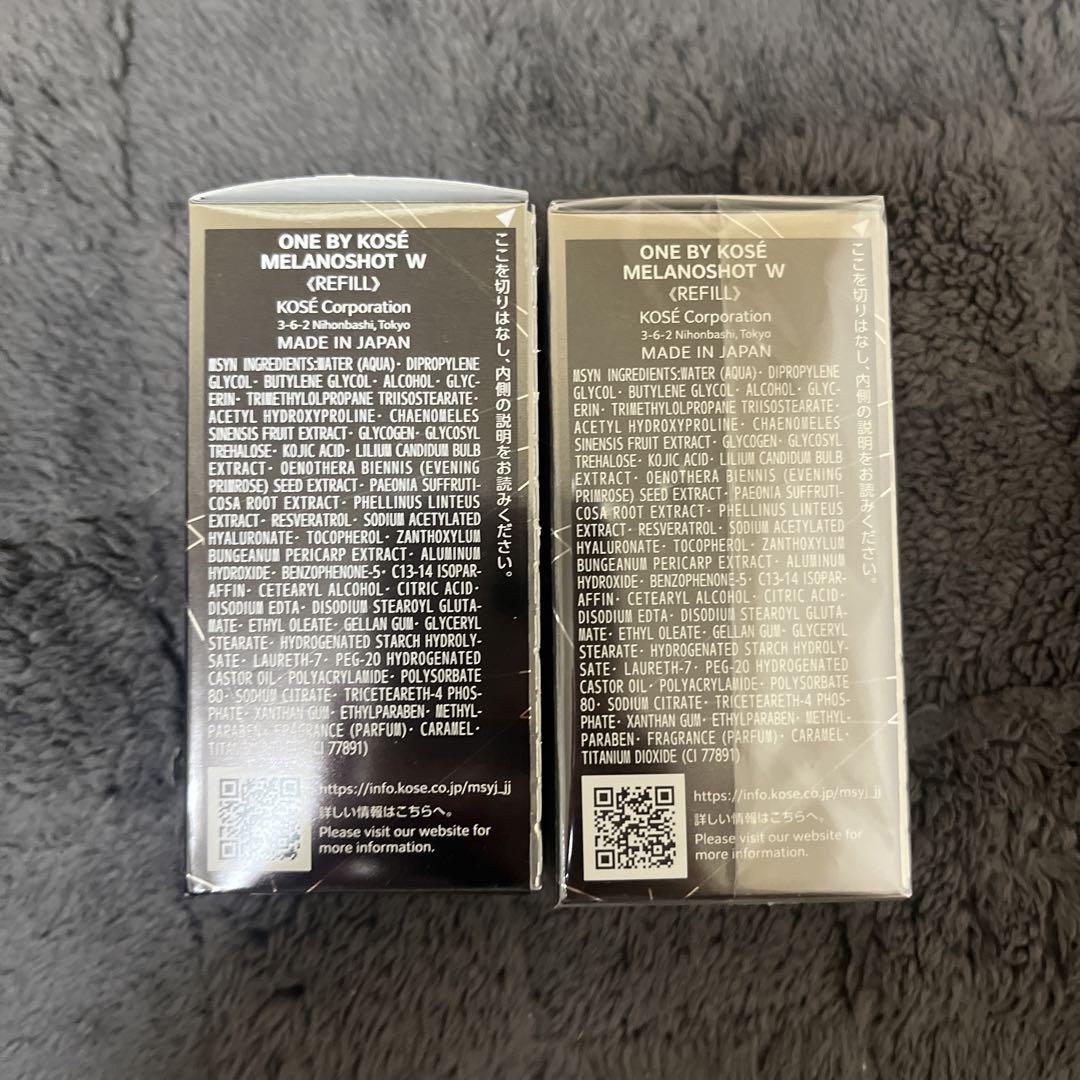 ONE BY KOSÉ
MELANOSHOT W
《REFILL》
KOSÉ Corporation
3-6-2 Nihonbashi, Tokyo
MADE IN JAPAN
MSYN INGREDIENTS:WATER (AQUA)· DIPROPYLENE
GLYCOL· BUTYLENE GLYCOL· ALCOHOL· GLYC-
ERIN· TRIMETHYLOLPROPANE TRIISOSTEARATE·
ACETYL HYDROXYPROLINE· CHAENOMELES
SINENSIS FRUIT EXTRACT· GLYCOGEN· GLYCOSYL
TREHALOSE· KOJIC ACID· LILIUM CANDIDUM BULB
EXTRACT· OENOTHERA BIENNIS (EVENING
PRIMROSE) SEED EXTRACT· PAEONIA SUFFRUTI-
COSA ROOT EXTRACT· PHELLINUS LINTEUS
EXTRACT· RESVERATROL· SODIUM ACETYLATED
HYALURONATE· TOCOPHEROL· ZANTHOXYLUM
BUNGEANUM PERICARP EXTRACT· ALUMINUM
HYDROXIDE· BENZOPHENONE-5· C13-14 ISOPAR-
AFFIN· CETEARYL ALCOHOL· CITRIC ACID·
DISODIUM EDTA· DISODIUM STEAROYL GLUTA-
MATE· ETHYL OLEATE· GELLAN GUM· GLYCERYL
STEARATE· HYDROGENATED STARCH HYDROLY-
SATE· LAURETH-7· PEG-20 HYDROGENATED
CASTOR OIL· POLYACRYLAMIDE· POLYSORBATE
80· SODIUM CITRATE· TRICETEARETH-4 PHOS-
PHATE· XANTHAN GUM· ETHYLPARABEN· METHYL-
PARABEN· FRAGRANCE (PARFUM)· CARAMEL·
TITANIUM DIOXIDE (CI 77891)
https://info.kose.co.jp/msyj_jj
詳しい情報はこちらへ。
Please visit our website for
more information.
ここを切りはなし、内側の説明をお読みください。
ONE BY KOSÉ
MELANOSHOT W
《REFILL》
KOSÉ Corporation
3-6-2 Nihonbashi, Tokyo
MADE IN JAPAN
MSYN INGREDIENTS:WATER (AQUA)· DIPROPYLENE
GLYCOL· BUTYLENE GLYCOL· ALCOHOL· GLYC-
ERIN· TRIMETHYLOLPROPANE TRIISOSTEARATE·
ACETYL HYDROXYPROLINE· CHAENOMELES
SINENSIS FRUIT EXTRACT· GLYCOGEN· GLYCOSYL
TREHALOSE· KOJIC ACID· LILIUM CANDIDUM BULB
EXTRACT· OENOTHERA BIENNIS (EVENING
PRIMROSE) SEED EXTRACT· PAEONIA SUFFRUTI-
COSA ROOT EXTRACT· PHELLINUS LINTEUS
EXTRACT· RESVERATROL· SODIUM ACETYLATED
HYALURONATE· TOCOPHEROL· ZANTHOXYLUM
BUNGEANUM PERICARP EXTRACT· ALUMINUM
HYDROXIDE· BENZOPHENONE-5· C13-14 ISOPAR-
AFFIN· CETEARYL ALCOHOL· CITRIC ACID·
DISODIUM EDTA· DISODIUM STEAROYL GLUTA-
MATE· ETHYL OLEATE· GELLAN GUM· GLYCERYL
STEARATE· HYDROGENATED STARCH HYDROLY-
SATE· LAURETH-7· PEG-20 HYDROGENATED
CASTOR OIL· POLYACRYLAMIDE· POLYSORBATE
80· SODIUM CITRATE· TRICETEARETH-4 PHOS-
PHATE· XANTHAN GUM· ETHYLPARABEN· METHYL-
PARABEN· FRAGRANCE (PARFUM)· CARAMEL·
TITANIUM DIOXIDE (CI 77891)
https://info.kose.co.jp/msyj_jj
詳しい情報はこちらへ。
Please visit our website for
more information.
ここを切りはなし、内側の説明をお読みください。